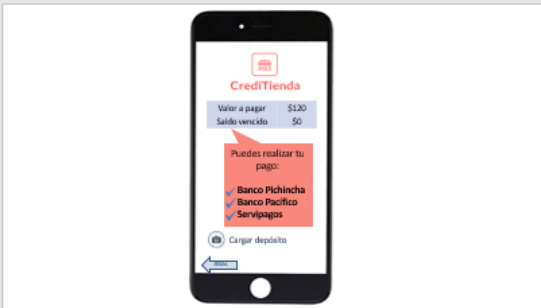 CrediTienda
Valor a pagar $120
Saldo vencido $0
Puedes realizar tu
pago:
Banco Pichincha
Banco Pacífico
Servipagos
Cargar depósito